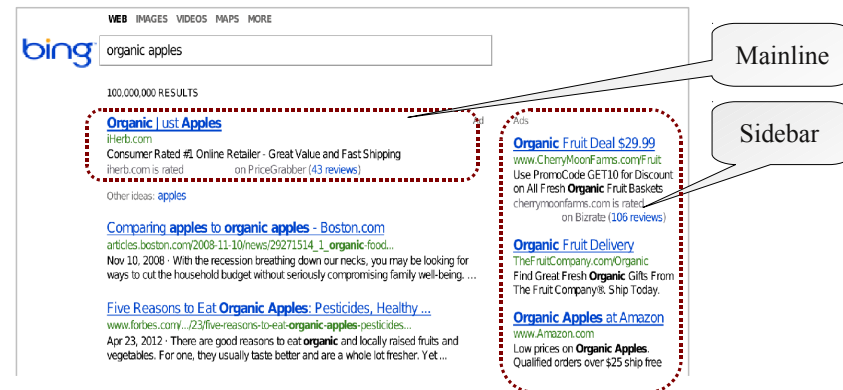 WEB IMAGES VIDEOS MAPS MORE
bing
organic apples
100,000,000 RESULTS
Organic Just Apples
Ad
iHerb.com
Consumer Rated #1 Online Retailer - Great Value and Fast Shipping
iherb.com is rated on PriceGrabber (43 reviews)
Other ideas: apples
Comparing apples to organic apples - Boston.com
articles.boston.com/2008-11-10/news/29271514_1_organic-food...
Nov 10, 2008 · With the recession breathing down our necks, you may be looking for
ways to cut the household budget without seriously compromising family well-being. ...
Five Reasons to Eat Organic Apples: Pesticides, Healthy ...
www.forbes.com/.../23/five-reasons-to-eat-organic-apples-pesticides...
Apr 23, 2012 · There are good reasons to eat organic and locally raised fruits and
vegetables. For one, they usually taste better and are a whole lot fresher. Yet ...
Ads
Organic Fruit Deal $29.99
www.CherryMoonFarms.com/Fruit
Use PromoCode GET10 for Discount
on All Fresh Organic Fruit Baskets
cherrymoonfarms.com is rated
on Bizrate (106 reviews)
Organic Fruit Delivery
TheFruitCompany.com/Organic
Find Great Fresh Organic Gifts From
The Fruit Company®. Ship Today.
Organic Apples at Amazon
www.Amazon.com
Low prices on Organic Apples.
Qualified orders over $25 ship free
Mainline
Sidebar